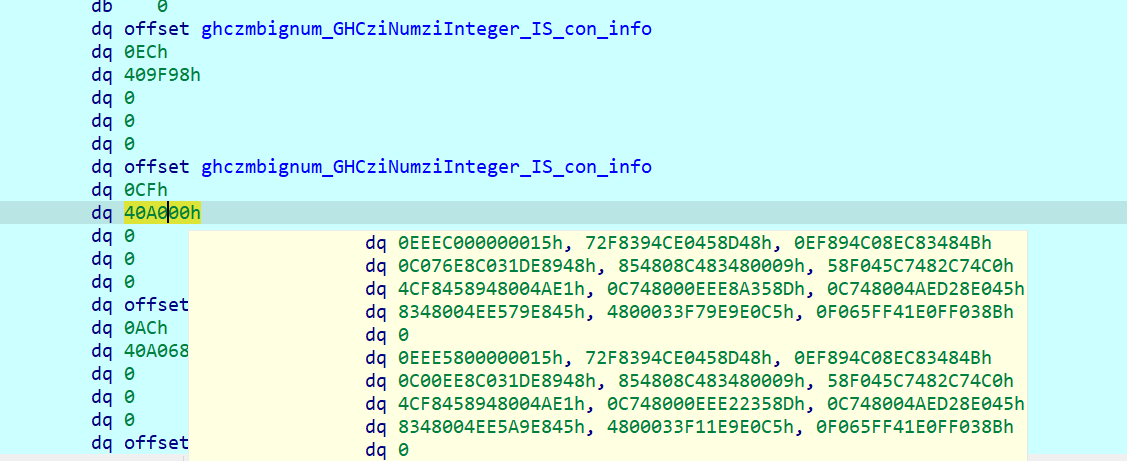 db 0
dq offset ghczmbignum_GHCziNumziInteger_IS_con_info
dq 0ECh
dq 409F98h
dq 0
dq 0
dq 0
dq offset ghczmbignum_GHCziNumziInteger_IS_con_info
dq 0CFh
dq 40A000h
dq 0
dq 0
dq 0
dq offset
dq 0ACh
dq 40A068
dq 0
dq 0
dq 0
dq offset
dq 0EEEC000000015h, 72F8394CE0458D48h, 0EF894C08EC83484Bh
dq 0C076E8C031DE8948h, 854808C483480009h, 58F045C7482C74C0h
dq 4CF8458948004AE1h, 0C748000EEE8A358Dh, 0C748004AED28E045h
dq 8348004EE579E845h, 4800033F79E9E0C5h, 0F065FF41E0FF038Bh
dq 0
dq 0EEE5800000015h, 72F8394CE0458D48h, 0EF894C08EC83484Bh
dq 0C00EE8C031DE8948h, 854808C483480009h, 58F045C7482C74C0h
dq 4CF8458948004AE1h, 0C748000EEE22358Dh, 0C748004AED28E045h
dq 8348004EE5A9E845h, 4800033F11E9E0C5h, 0F065FF41E0FF038Bh
dq 0